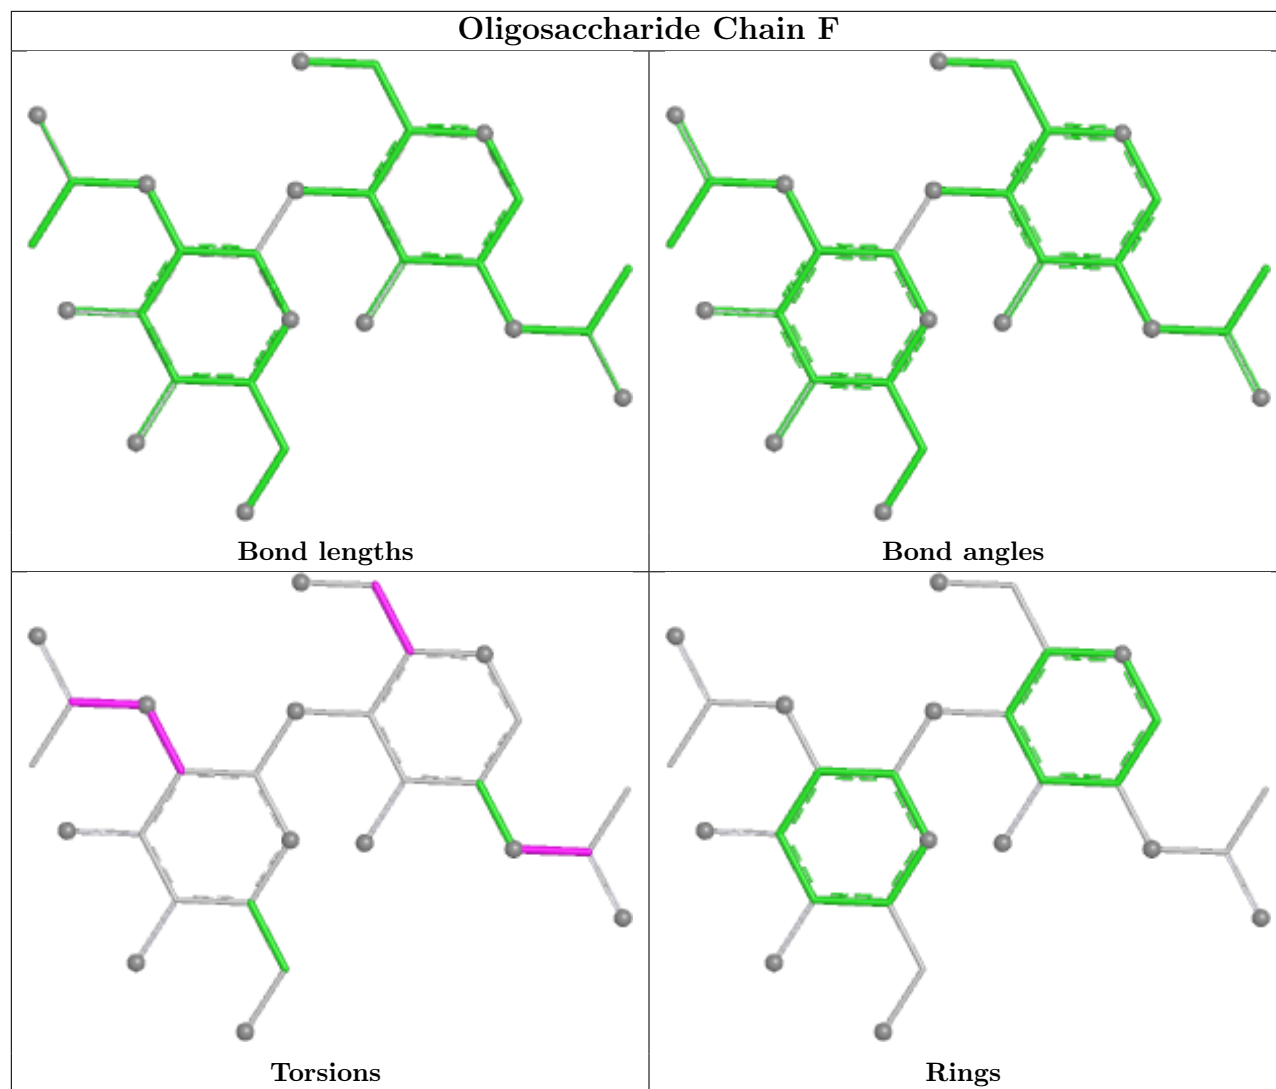 Oligosaccharide Chain F
Bond lengths
Bond angles
Torsions
Rings